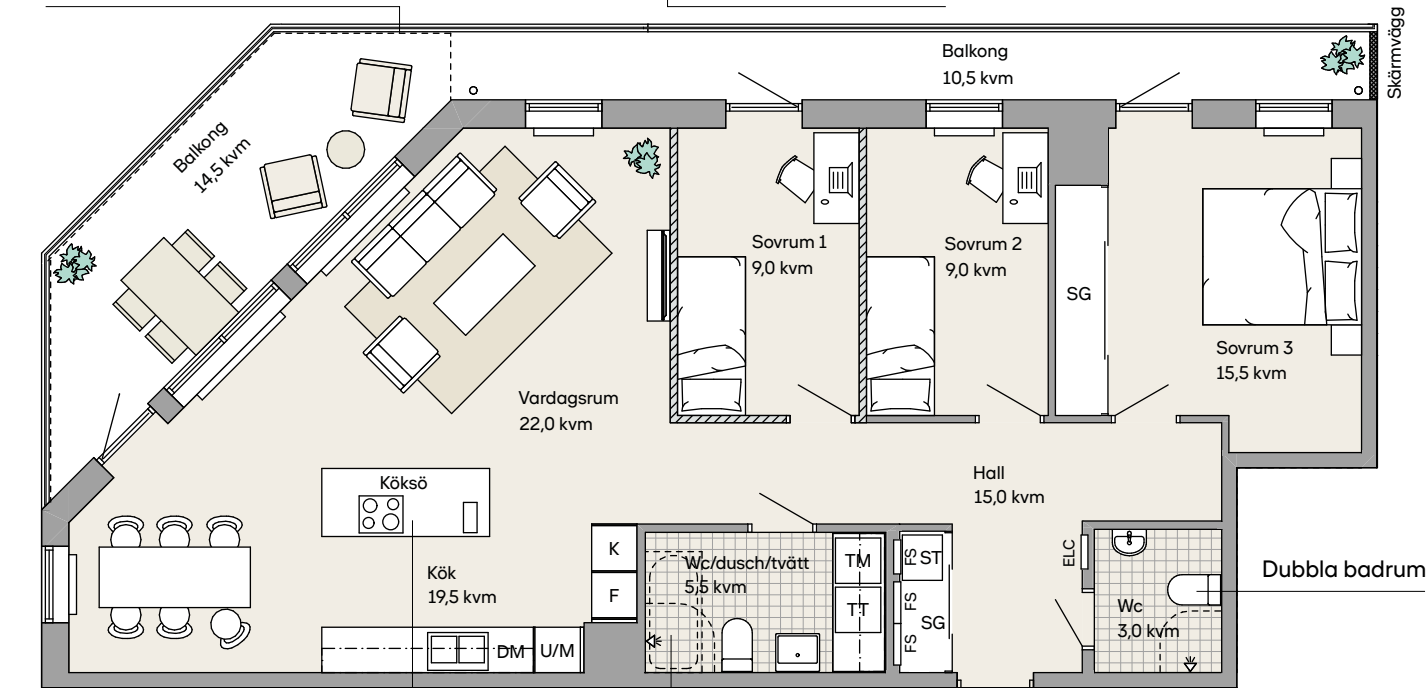 Skärmvägg
Balkong
10,5 kvm
Balkong
14,5 kvm
Sovrum 1
9,0 kvm
Sovrum 2
9,0 kvm
SG
Sovrum 3
15,5 kvm
Vardagsrum
22,0 kvm
Hall
15,0 kvm
Köksö
Kök
19,5 kvm
K
F
Wc/dusch/tvätt
5,5 kvm
TM
TT
FS
ST
FS
SG
FS
ELC
Wc
3,0 kvm
Dubbla badrum
DM
U/M